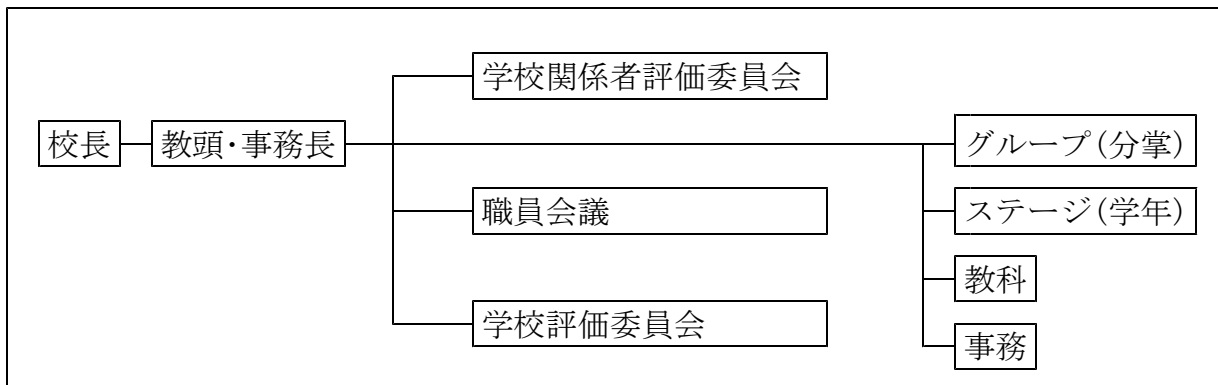 学校関係者評価委員会
校長
教頭・事務長
グループ(分掌)
職員会議
ステージ(学年)
教科
学校評価委員会
事務